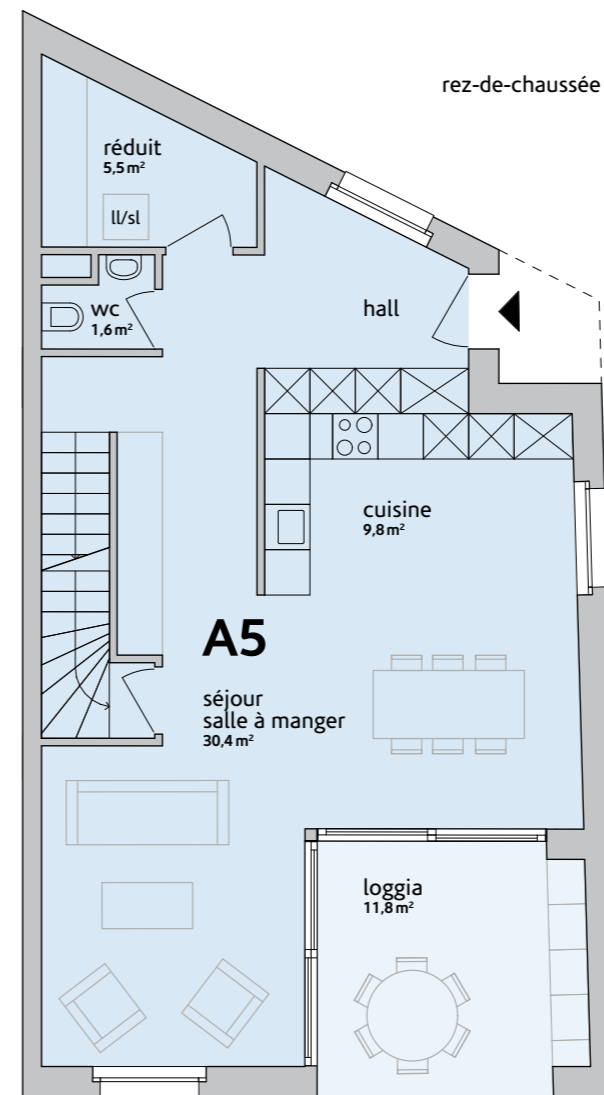 rez-de-chaussée
réduit
5,5 m²
ll/sl
wc
1,6 m²
hall
cuisine
9,8 m²
A5
séjour
salle à manger
30,4 m²
loggia
11,8 m²